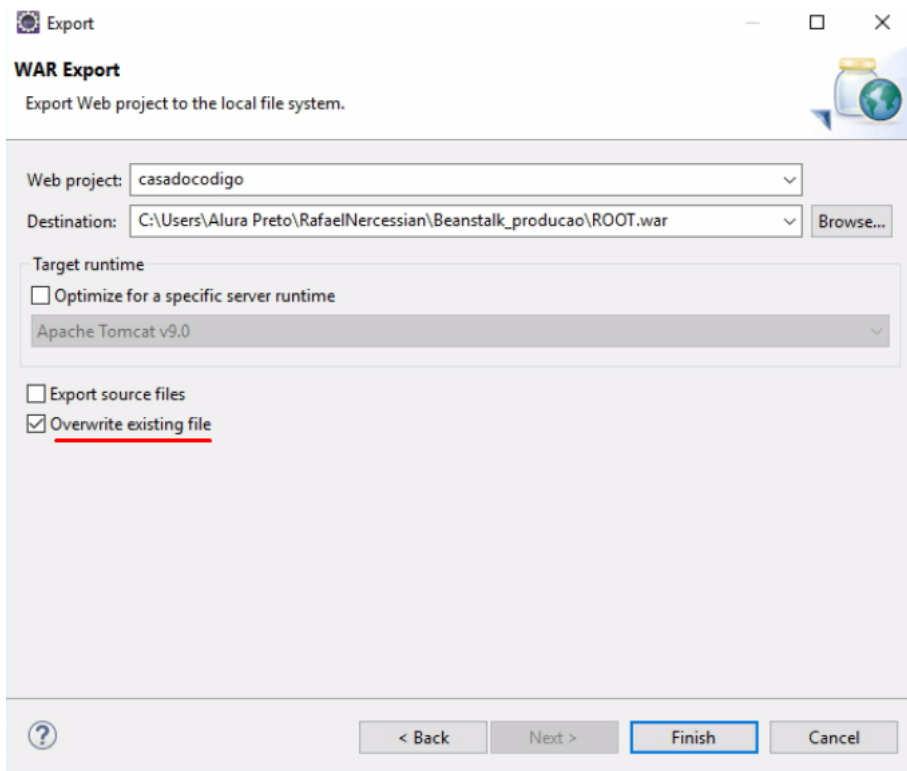 Export
WAR Export
Export Web project to the local file system.
Web project: casadocodigo
Destination: C:\Users\Alura Preto\RafaelNercessian\Beanstalk_producao\ROOT.war Browse...
Target runtime
Optimize for a specific server runtime
Apache Tomcat v9.0
Export source files
Overwrite existing file
? < Back Next > Finish Cancel